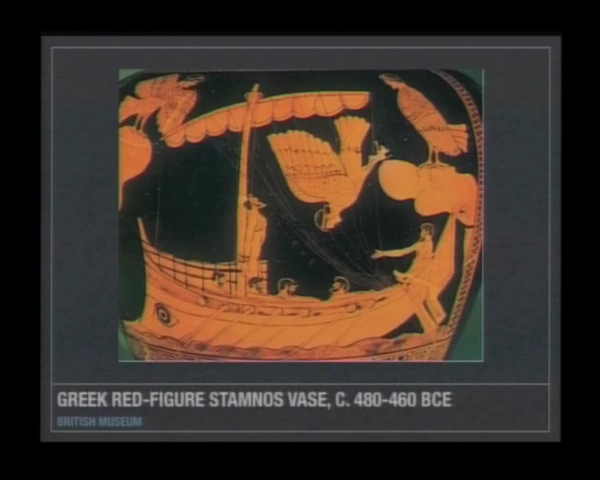 GREEK RED-FIGURE STAMNOS VASE, C. 480-460 BCE
BRITISH MUSEUM